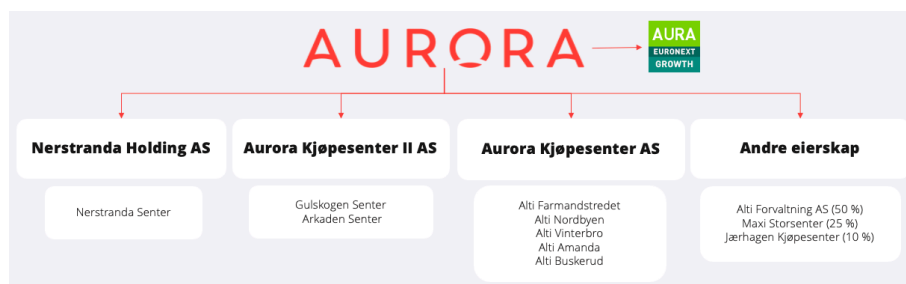 AURORA
AURA
EURONEXT
GROWTH
Nerstranda Holding AS
Nerstranda Senter
Aurora Kjøpesenter II AS
Gulskogen Senter
Arkaden Senter
Aurora Kjøpesenter AS
Alti Farmandstredet
Alti Nordbyen
Alti Vinterbro
Alti Amanda
Alti Buskerud
Andre eierskap
Alti Forvaltning AS (50 %)
Maxi Storsenter (25 %)
Jærhagen Kjøpesenter (10 %)